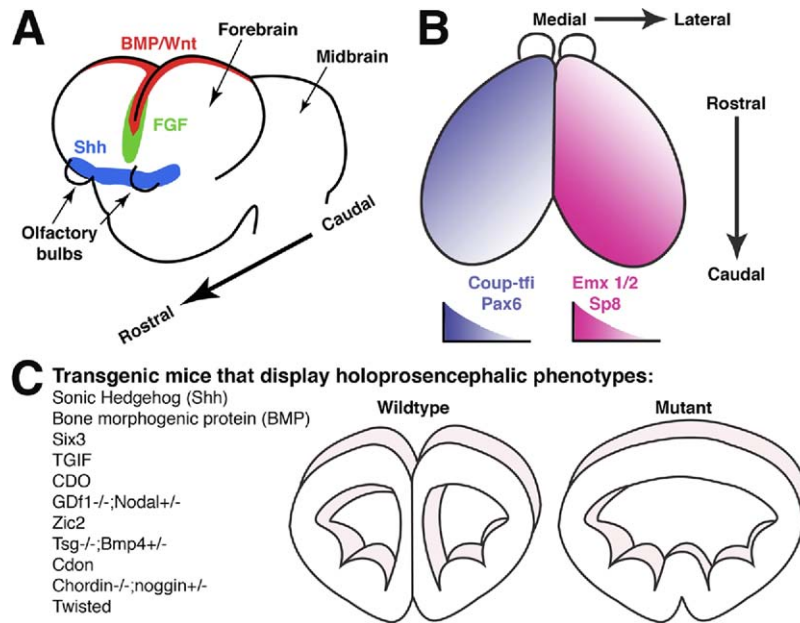 A
BMP/Wnt
Forebrain
Midbrain
FGF
Shh
Olfactory
bulbs
Caudal
Rostral
B
Medial
Lateral
Rostral
Caudal
Coup-tfi
Pax6
Emx 1/2
Sp8
C
Transgenic mice that display holoprosencephalic phenotypes:
Sonic Hedgehog (Shh)
Bone morphogenic protein (BMP)
Six3
TGIF
CDO
GDf1-/-;Nodal+/-
Zic2
Tsg-/-;Bmp4+/-
Cdon
Chordin-/-;noggin+/-
Twisted
Wildtype
Mutant